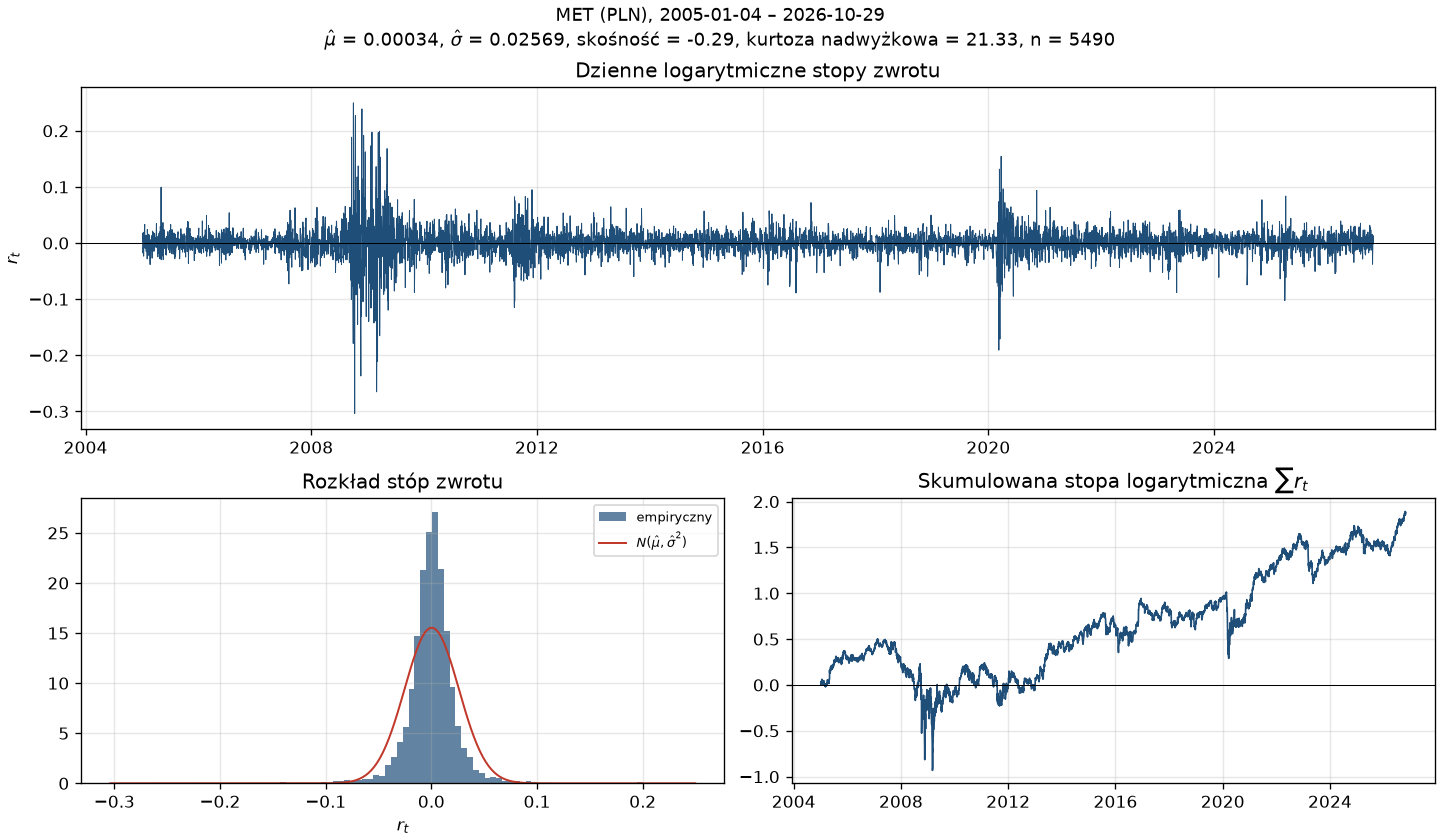 MET (PLN), 2005-01-04 – 2026-10-29
μ̂ = 0.00034, σ̂ = 0.02569, skośność = -0.29, kurtoza nadwyżkowa = 21.33, n = 5490
Dzienne logarytmiczne stopy zwrotu
0.2
0.1
0.0
−0.1
−0.2
−0.3
r_t
2004 2008 2012 2016 2020 2024
Rozkład stóp zwrotu
empiryczny
N(μ̂, σ̂²)
25
20
15
10
5
0
−0.3 −0.2 −0.1 0.0 0.1 0.2
r_t
Skumulowana stopa logarytmiczna ∑r_t
2.0
1.5
1.0
0.5
0.0
−0.5
−1.0
2004 2008 2012 2016 2020 2024